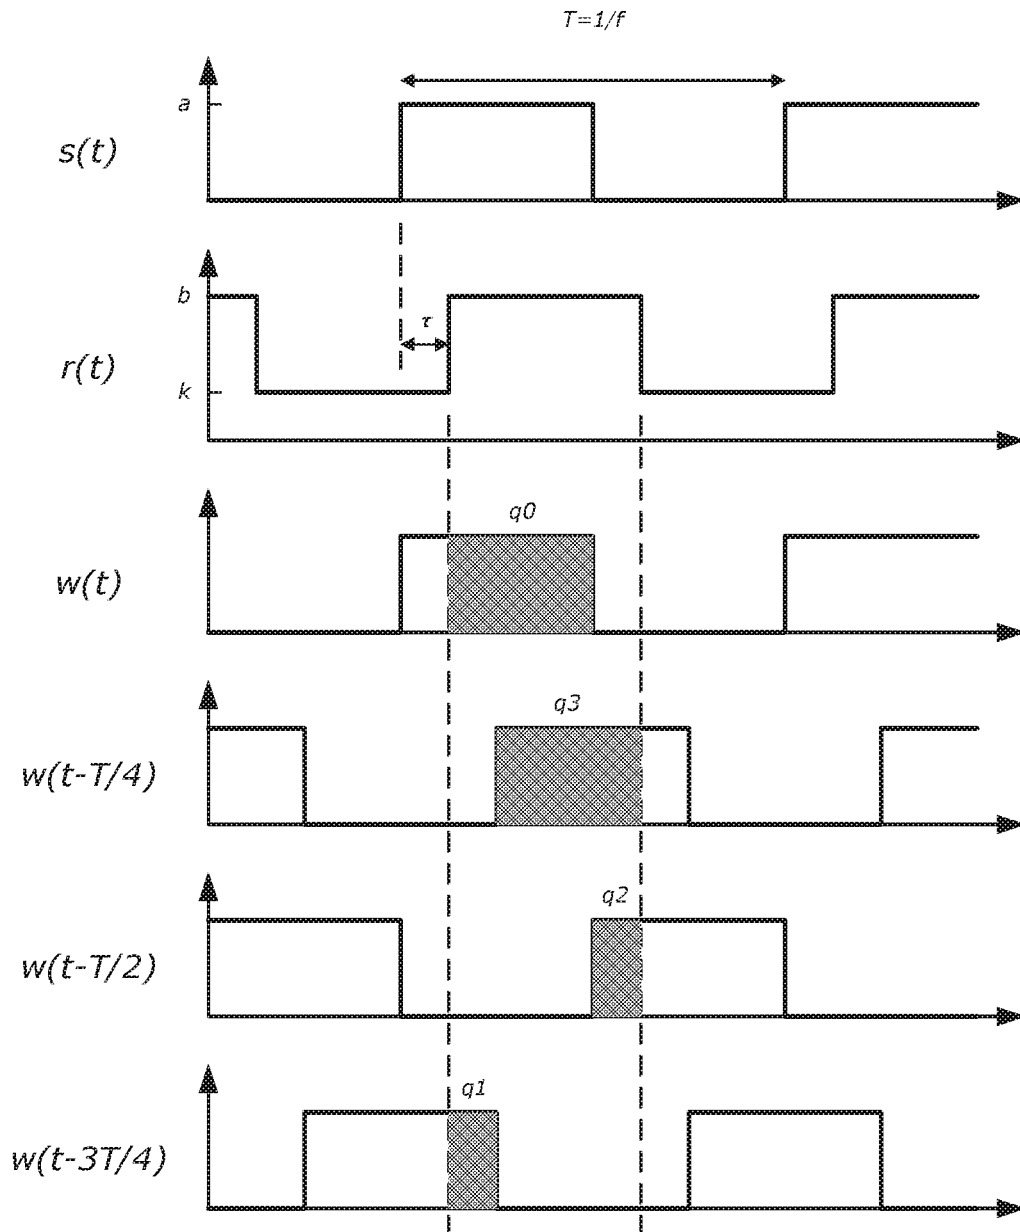 T=1/f
a
s(t)
b
τ
r(t)
k
q0
w(t)
q3
w(t-T/4)
q2
w(t-T/2)
q1
w(t-3T/4)